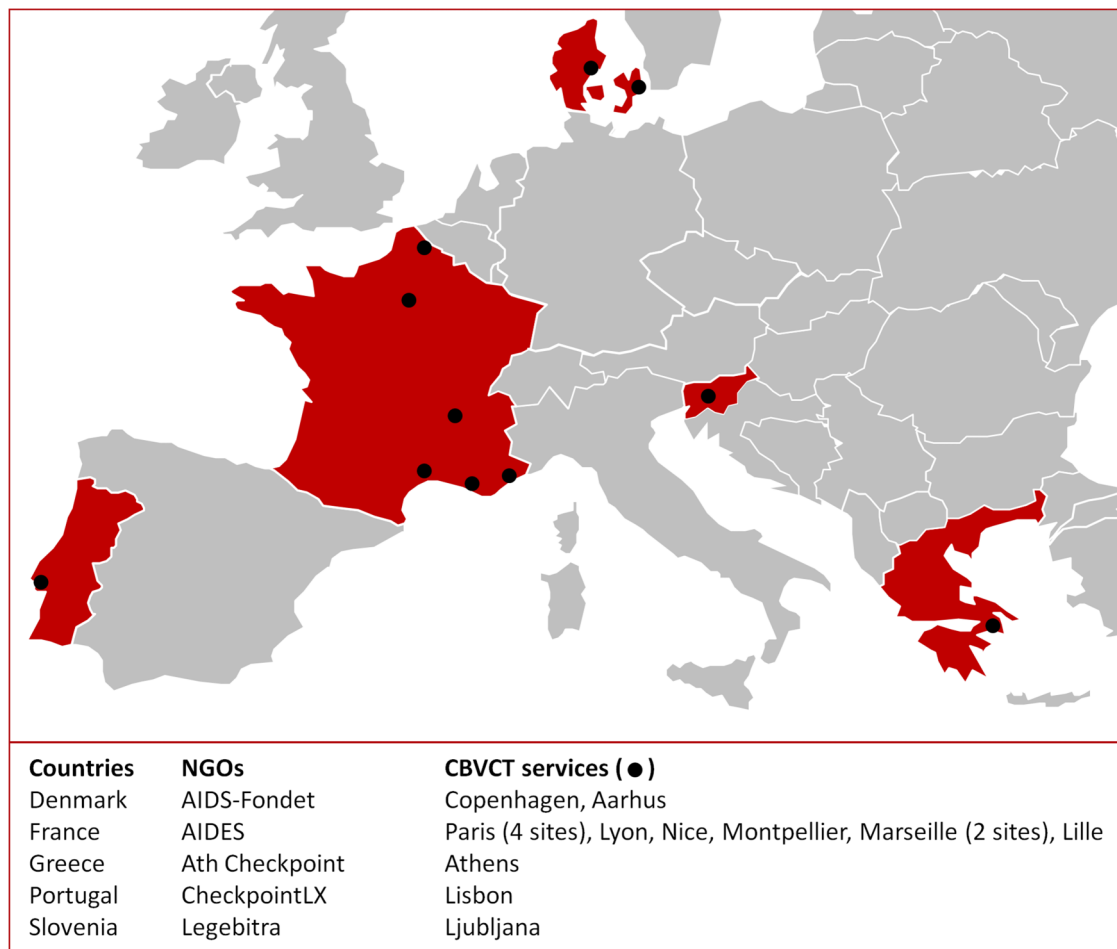 Countries NGOs CBVCT services (●)
Denmark AIDS-Fondet Copenhagen, Aarhus
France AIDES Paris (4 sites), Lyon, Nice, Montpellier, Marseille (2 sites), Lille
Greece Ath Checkpoint Athens
Portugal CheckpointLX Lisbon
Slovenia Legebitra Ljubljana